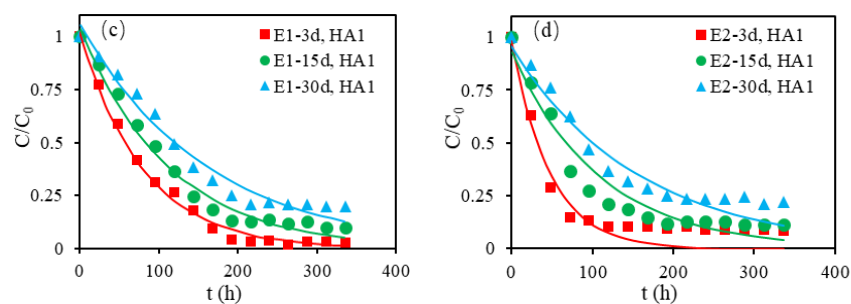 (c)
E1-3d, HA1
E1-15d, HA1
E1-30d, HA1
1
0.75
0.5
0.25
0
C/C₀
0
100
200
300
400
t (h)
(d)
E2-3d, HA1
E2-15d, HA1
E2-30d, HA1
1
0.75
0.5
0.25
0
C/C₀
0
100
200
300
400
t (h)